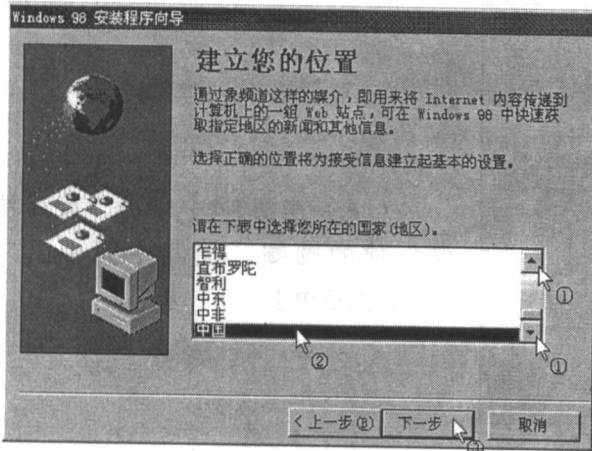 Windows 98 安装程序向导
建立您的位置
通过象频道这样的媒介，即用来将 Internet 内容传递到
计算机上的一组 Web 站点，可在 Windows 98 中快速获
取指定地区的新闻和其他信息。
选择正确的位置将为接受信息建立起基本的设置。
请在下表中选择您所在的国家(地区)。
乍得
直布罗陀
智利
中东
中非
中国
①
②
①
<上一步(B)
下一步
取消
③